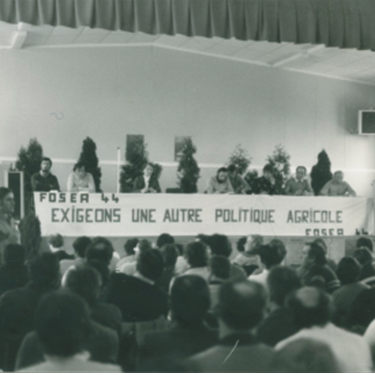 FDSEA 44
EXIGEONS UNE AUTRE POLITIQUE AGRICOLE
FDSEA 44